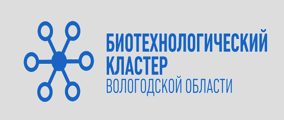 БИОТЕХНОЛОГИЧЕСКИЙ
КЛАСТЕР
ВОЛОГОДСКОЙ ОБЛАСТИ